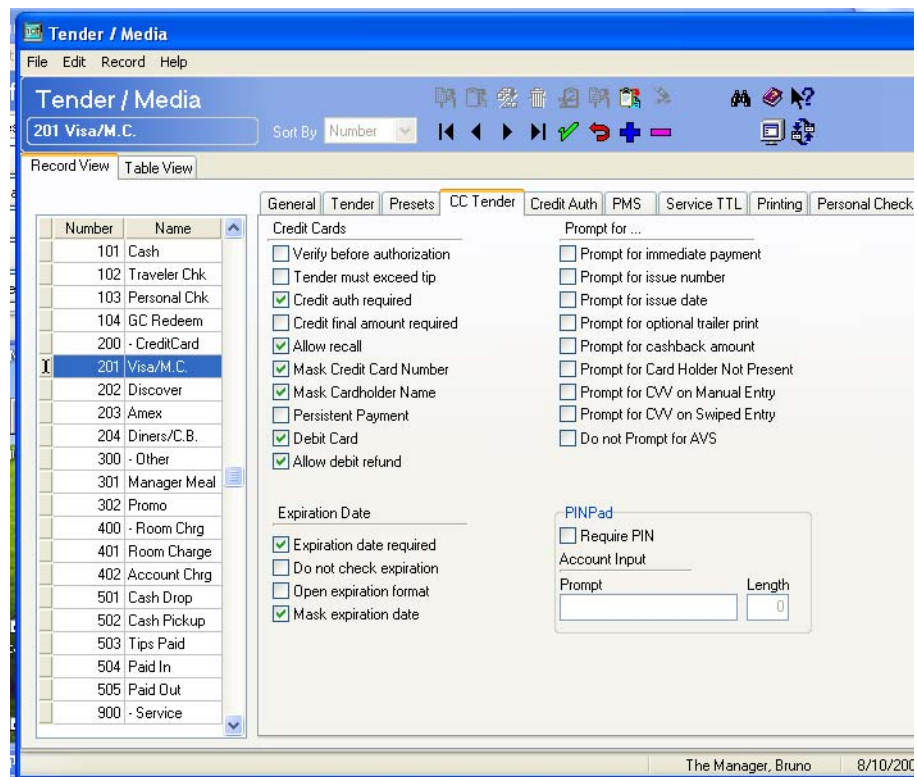 Tender / Media
File Edit Record Help
Tender / Media
201 Visa/M.C.
Sort By Number
Record View Table View
General Tender Presets CC Tender Credit Auth PMS Service TTL Printing Personal Check
Number Name
101 Cash
102 Traveler Chk
103 Personal Chk
104 GC Redeem
200 - CreditCard
201 Visa/M.C.
202 Discover
203 Amex
204 Diners/C.B.
300 - Other
301 Manager Meal
302 Promo
400 - Room Chrg
401 Room Charge
402 Account Chrg
501 Cash Drop
502 Cash Pickup
503 Tips Paid
504 Paid In
505 Paid Out
900 - Service
Credit Cards
Verify before authorization
Tender must exceed tip
Credit auth required
Credit final amount required
Allow recall
Mask Credit Card Number
Mask Cardholder Name
Persistent Payment
Debit Card
Allow debit refund
Expiration Date
Expiration date required
Do not check expiration
Open expiration format
Mask expiration date
Prompt for ...
Prompt for immediate payment
Prompt for issue number
Prompt for issue date
Prompt for optional trailer print
Prompt for cashback amount
Prompt for Card Holder Not Present
Prompt for CVV on Manual Entry
Prompt for CVV on Swiped Entry
Do not Prompt for AVS
PINPad
Require PIN
Account Input
Prompt Length
0
The Manager, Bruno 8/10/200